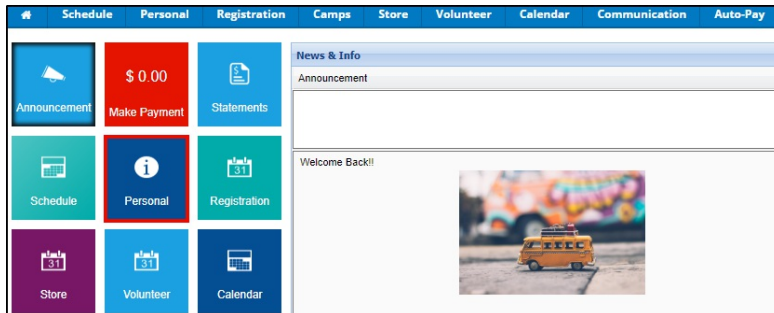 Schedule Personal Registration Camps Store Volunteer Calendar Communication Auto-Pay
Announcement
$ 0.00
Make Payment
Statements
Schedule
Personal
31
Registration
31
Store
31
Volunteer
Calendar
News & Info
Announcement
Welcome Back!!